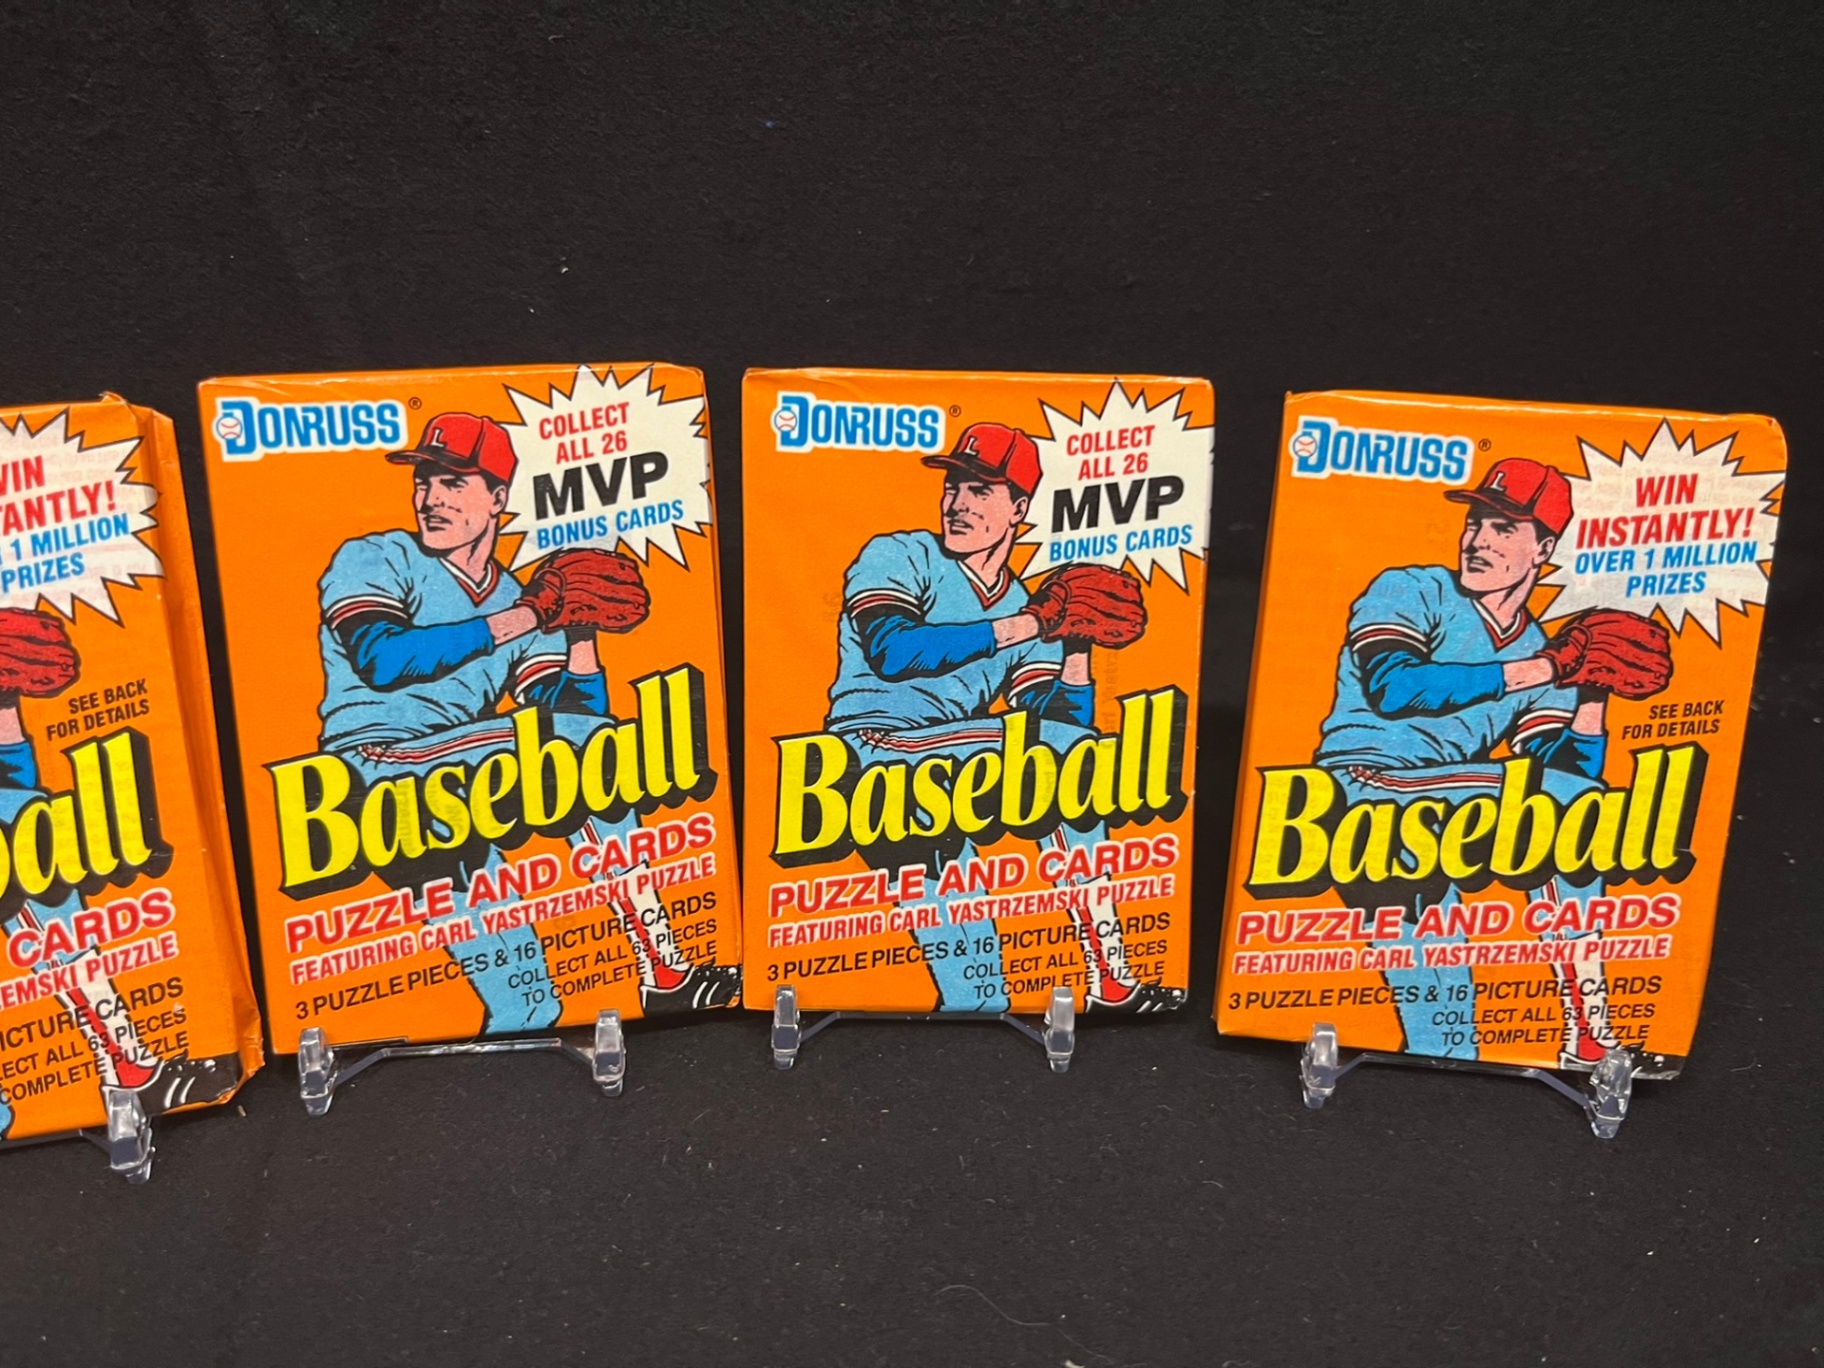 WIN
INSTANTLY!
1 MILLION
PRIZES
SEE BACK
FOR DETAILS
ball
CARDS
PUZZLE
PICTURE CARDS
COLLECT ALL 63 PIECES
COMPLETE PUZZLE
DONRUSS®
COLLECT
ALL 26
MVP
BONUS CARDS
L
Baseball
PUZZLE AND CARDS
FEATURING CARL YASTRZEMSKI PUZZLE
3 PUZZLE PIECES & 16 PICTURE CARDS
COLLECT ALL 63 PIECES
TO COMPLETE PUZZLE
DONRUSS®
COLLECT
ALL 26
MVP
BONUS CARDS
L
Baseball
PUZZLE AND CARDS
FEATURING CARL YASTRZEMSKI PUZZLE
3 PUZZLE PIECES & 16 PICTURE CARDS
COLLECT ALL 63 PIECES
TO COMPLETE PUZZLE
DONRUSS®
WIN
INSTANTLY!
OVER 1 MILLION
PRIZES
L
SEE BACK
FOR DETAILS
Baseball
PUZZLE AND CARDS
FEATURING CARL YASTRZEMSKI PUZZLE
3 PUZZLE PIECES & 16 PICTURE CARDS
COLLECT ALL 63 PIECES
TO COMPLETE PUZZLE